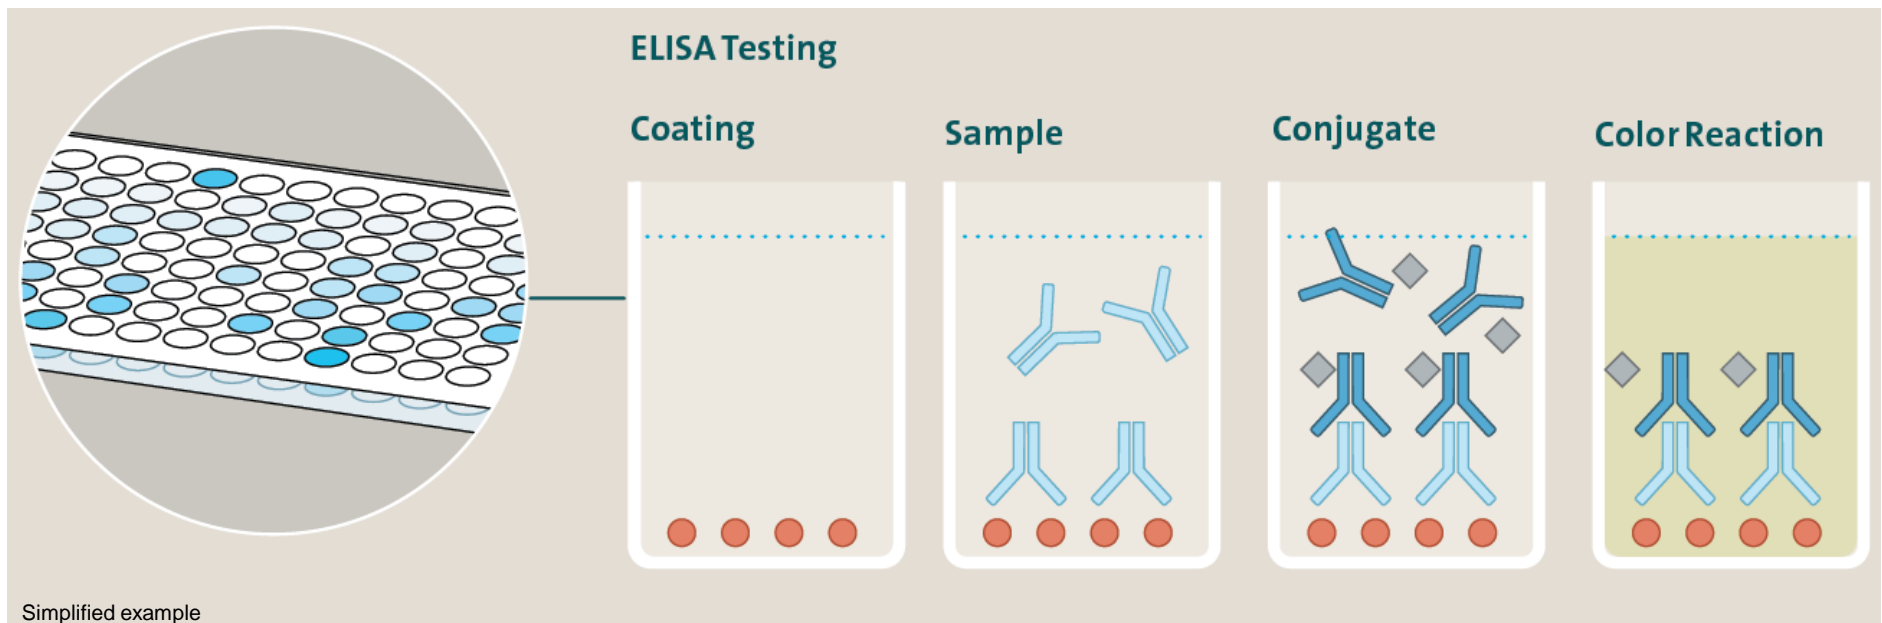 ELISA Testing
Coating
Sample
Conjugate
Color Reaction
Simplified example